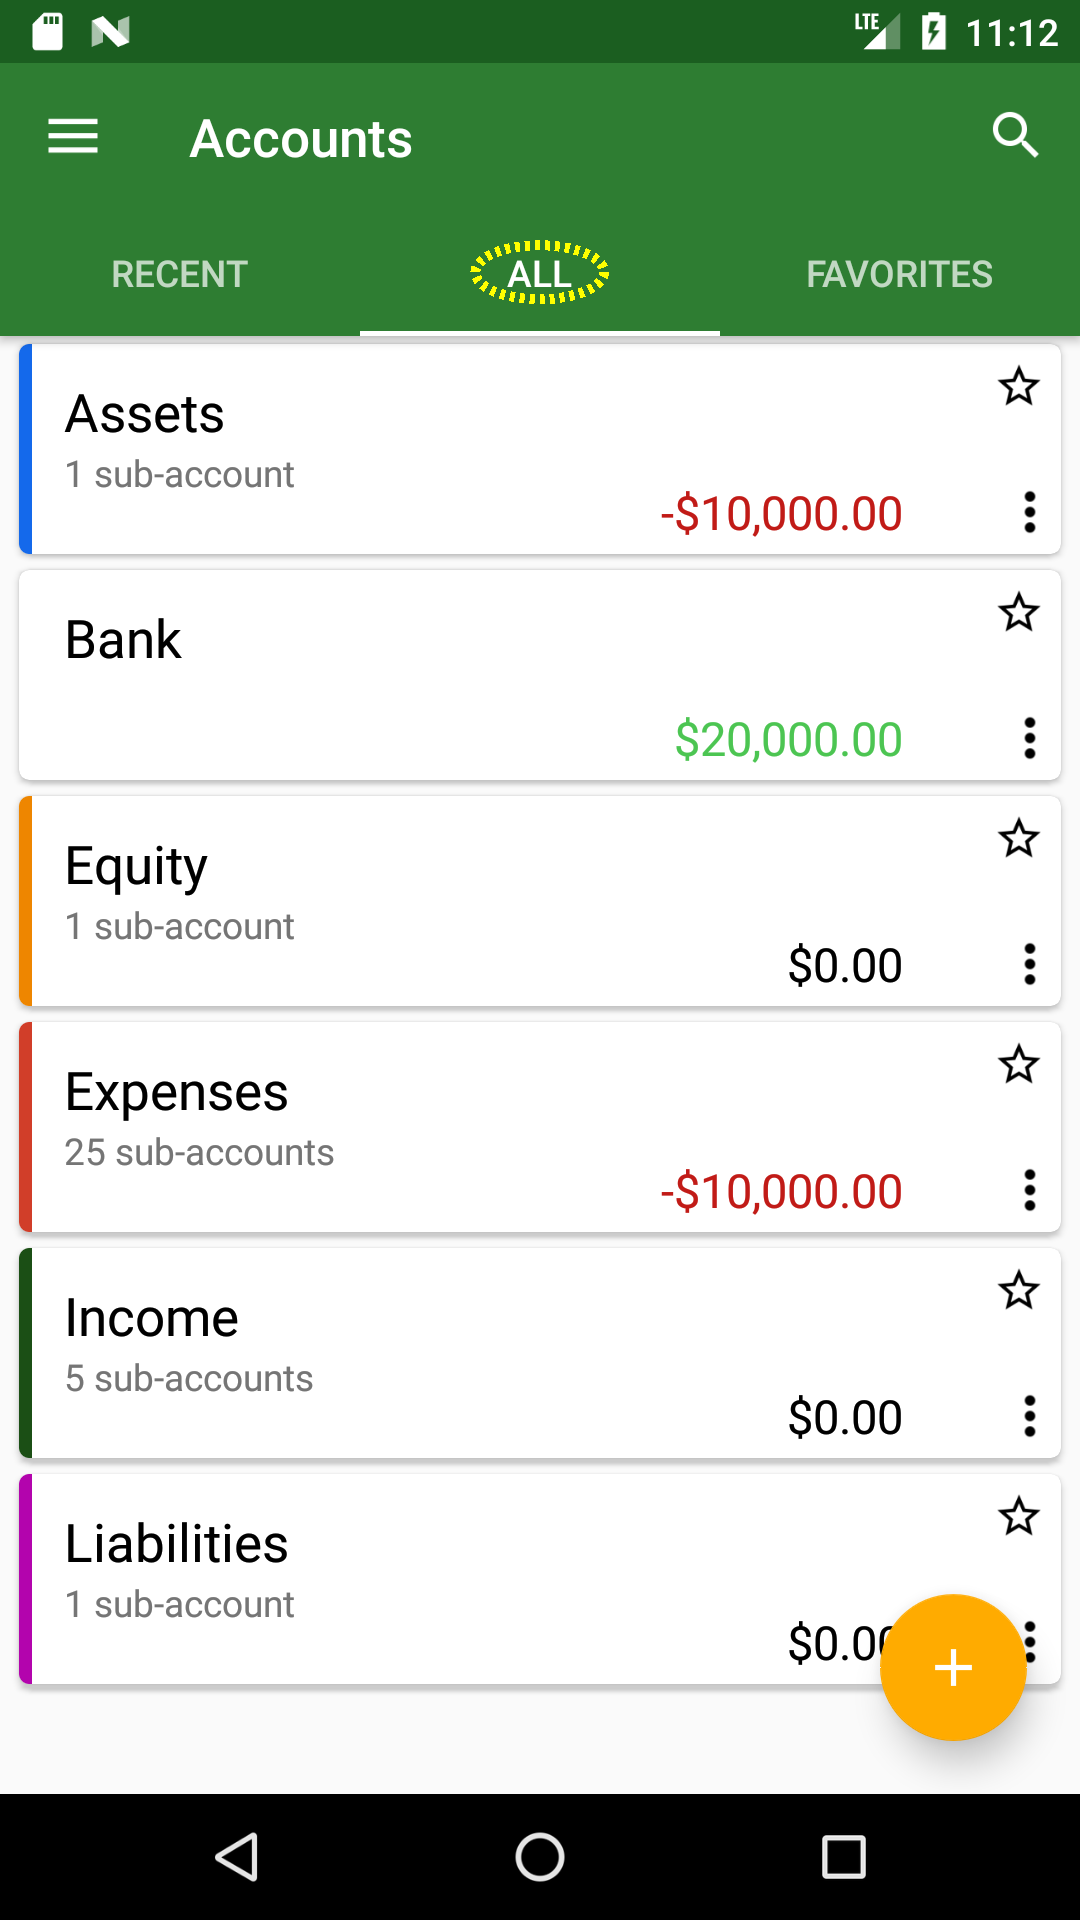 LTE 11:12
Accounts
RECENT ALL FAVORITES
Assets
1 sub-account
-$10,000.00
Bank
$20,000.00
Equity
1 sub-account
$0.00
Expenses
25 sub-accounts
-$10,000.00
Income
5 sub-accounts
$0.00
Liabilities
1 sub-account
$0.00